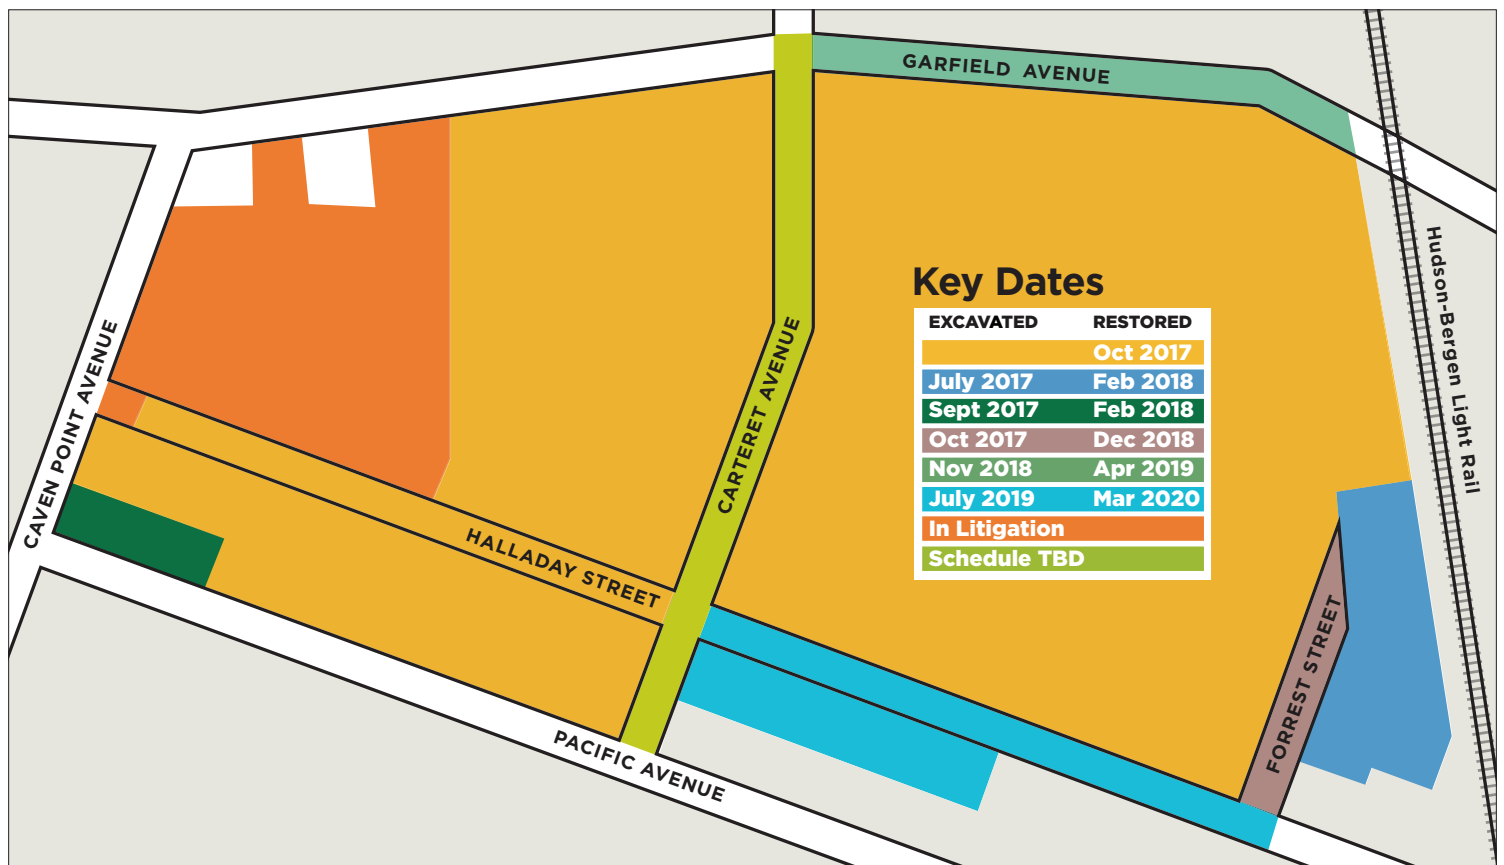 GARFIELD AVENUE
Hudson-Bergen Light Rail
Key Dates
EXCAVATED RESTORED
Oct 2017
July 2017 Feb 2018
Sept 2017 Feb 2018
Oct 2017 Dec 2018
Nov 2018 Apr 2019
July 2019 Mar 2020
In Litigation
Schedule TBD
CAVEN POINT AVENUE
CARTERET AVENUE
HALLADAY STREET
FORREST STREET
PACIFIC AVENUE